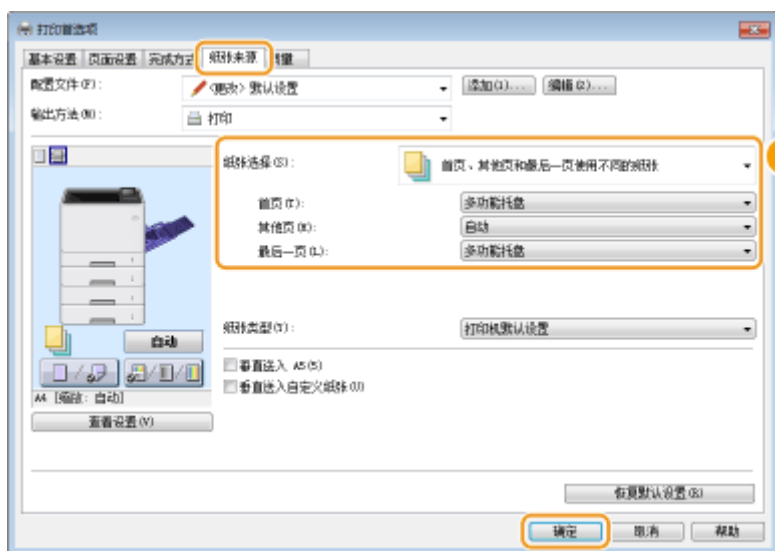 打印首选项
基本设置 页面设置 完成方式 纸张来源 质量
配置文件(F): <更改> 默认设置 添加(1)... 编辑(2)...
输出方法(M): 打印
纸张选择(S): 首页、其他页和最后一页使用不同的纸张
首页(F): 多功能托盘
其他页(K): 自动
最后一页(L): 多功能托盘
纸张类型(T): 打印机默认设置
自动
垂直送入 A5(5)
垂直送入自定义纸张(U)
A4 [缩放: 自动]
查看设置(V)
恢复默认设置(R)
确定 取消 帮助